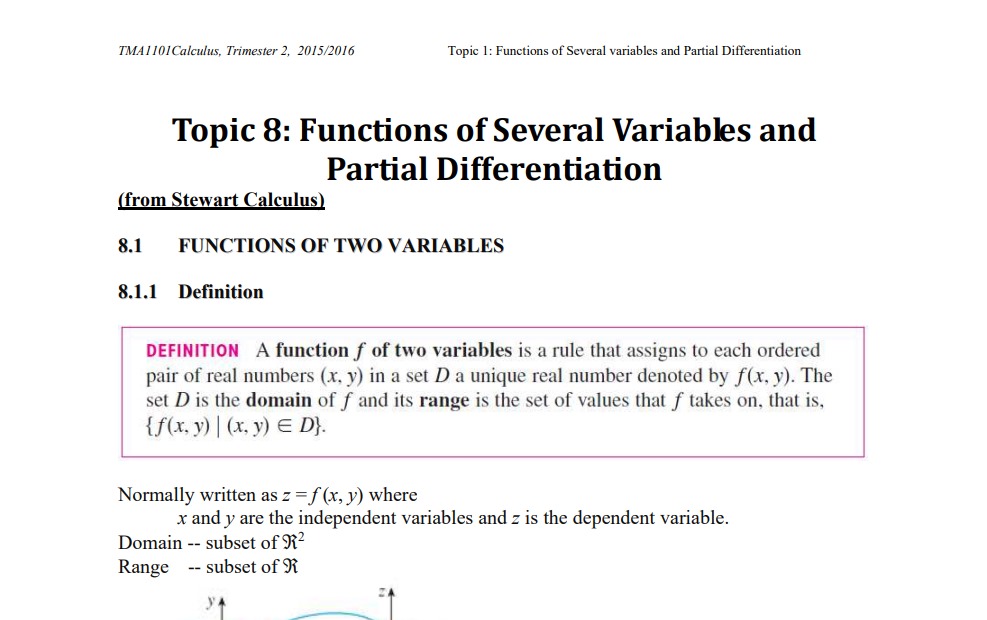 TMA1101Calculus, Trimester 2, 2015/2016 Topic 1: Functions of Several variables and Partial Differentiation
Topic 8: Functions of Several Variables and
Partial Differentiation
(from Stewart Calculus)
8.1 FUNCTIONS OF TWO VARIABLES
8.1.1 Definition
DEFINITION A function f of two variables is a rule that assigns to each ordered
pair of real numbers (x, y) in a set D a unique real number denoted by f(x, y). The
set D is the domain of f and its range is the set of values that f takes on, that is,
{f(x, y) | (x, y) ∈ D}.
Normally written as z = f (x, y) where
x and y are the independent variables and z is the dependent variable.
Domain -- subset of ℜ²
Range -- subset of ℜ
y z